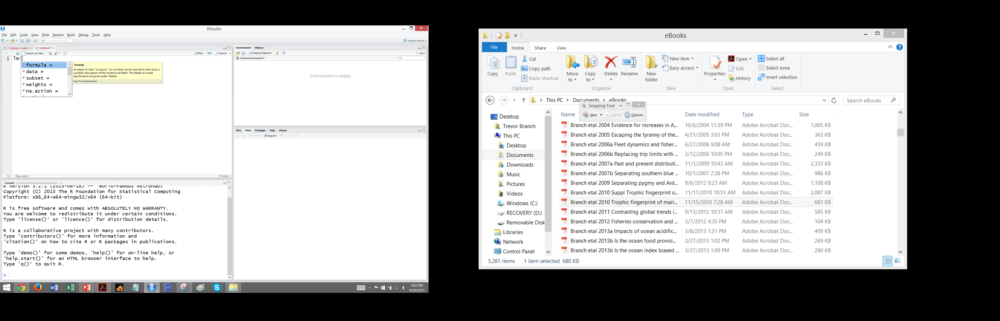 RStudio
File Edit Code View Plots Session Build Debug Tools Help
Go to file/function
Project: (None)
1 Lecture r code.r* × Untitled1* ×
Source on Save
Run
Source
1 lm(
formula =
data =
subset =
weights =
na.action =
formula
an object of class "formula" (or one that can be coerced to that class): a
symbolic description of the model to be fitted. The details of model
specification are given under 'Details'.
Press F1 for additional help
1:4 (Top Level) R Script
Console C:/Users/Trevor Branch/Downloads/
R version 3.2.1 (2015-06-18) -- "World-Famous Astronaut"
Copyright (C) 2015 The R Foundation for Statistical Computing
Platform: x86_64-w64-mingw32/x64 (64-bit)
R is free software and comes with ABSOLUTELY NO WARRANTY.
You are welcome to redistribute it under certain conditions.
Type 'license()' or 'licence()' for distribution details.
R is a collaborative project with many contributors.
Type 'contributors()' for more information and
'citation()' on how to cite R or R packages in publications.
Type 'demo()' for some demos, 'help()' for on-line help, or
'help.start()' for an HTML browser interface to help.
Type 'q()' to quit R.
>
Environment History
Import Dataset
List
Global Environment
Environment is empty
Files Plots Packages Help Viewer
Zoom Export
4:02 PM
9/29/2015
eBooks
File Home Share View
Copy
Paste
Cut
Copy path
Paste shortcut
Clipboard
Move to
Copy to
Delete
Rename
Organize
New folder
New item
Easy access
New
Properties
Open
Edit
History
Open
Select all
Select none
Invert selection
Select
This PC Documents eBooks
Search eBooks
Snipping Tool
New Cancel Options
Desktop
Trevor Branch
This PC
Desktop
Documents
Downloads
Music
Pictures
Videos
Windows (C:)
RECOVERY (D:)
Removable Disk
Libraries
Network
Control Panel
Name Date modified Type Size
Branch etal 2004 Evidence for increases in A... 10/6/2004 11:39 PM Adobe Acrobat Doc... 1,005 KB
Branch etal 2005 Escaping the tyranny of the... 4/21/2005 3:03 PM Adobe Acrobat Doc... 365 KB
Branch etal 2006a Fleet dynamics and fisher... 6/27/2006 9:08 AM Adobe Acrobat Doc... 459 KB
Branch etal 2006b Replacing trip limits with ... 3/12/2006 10:05 PM Adobe Acrobat Doc... 249 KB
Branch etal 2007a Past and present distributi... 11/3/2009 10:43 AM Adobe Acrobat Doc... 2,333 KB
Branch etal 2007b Separating southern blue ... 10/1/2007 2:38 PM Adobe Acrobat Doc... 986 KB
Branch etal 2009 Separating pygmy and Ant... 9/6/2012 9:23 AM Adobe Acrobat Doc... 1,108 KB
Branch etal 2010 Suppl Trophic fingerprint o... 11/17/2010 10:51 AM Adobe Acrobat Doc... 2,087 KB
Branch etal 2010 Trophic fingerprint of mari... 11/15/2010 7:28 AM Adobe Acrobat Doc... 681 KB
Branch etal 2011 Contrasting global trends i... 9/13/2012 10:31 AM Adobe Acrobat Doc... 585 KB
Branch etal 2012 Fisheries conservation and ... 3/7/2012 4:35 PM Adobe Acrobat Doc... 104 KB
Branch etal 2013a Impacts of ocean acidific... 3/8/2013 1:51 PM Adobe Acrobat Doc... 409 KB
Branch etal 2013b Is the ocean food provisi... 3/27/2013 1:02 PM Adobe Acrobat Doc... 269 KB
Branch etal 2013b Is the ocean index biased ... 3/27/2013 1:09 PM Adobe Acrobat Doc... 280 KB
5,281 items 1 item selected 680 KB